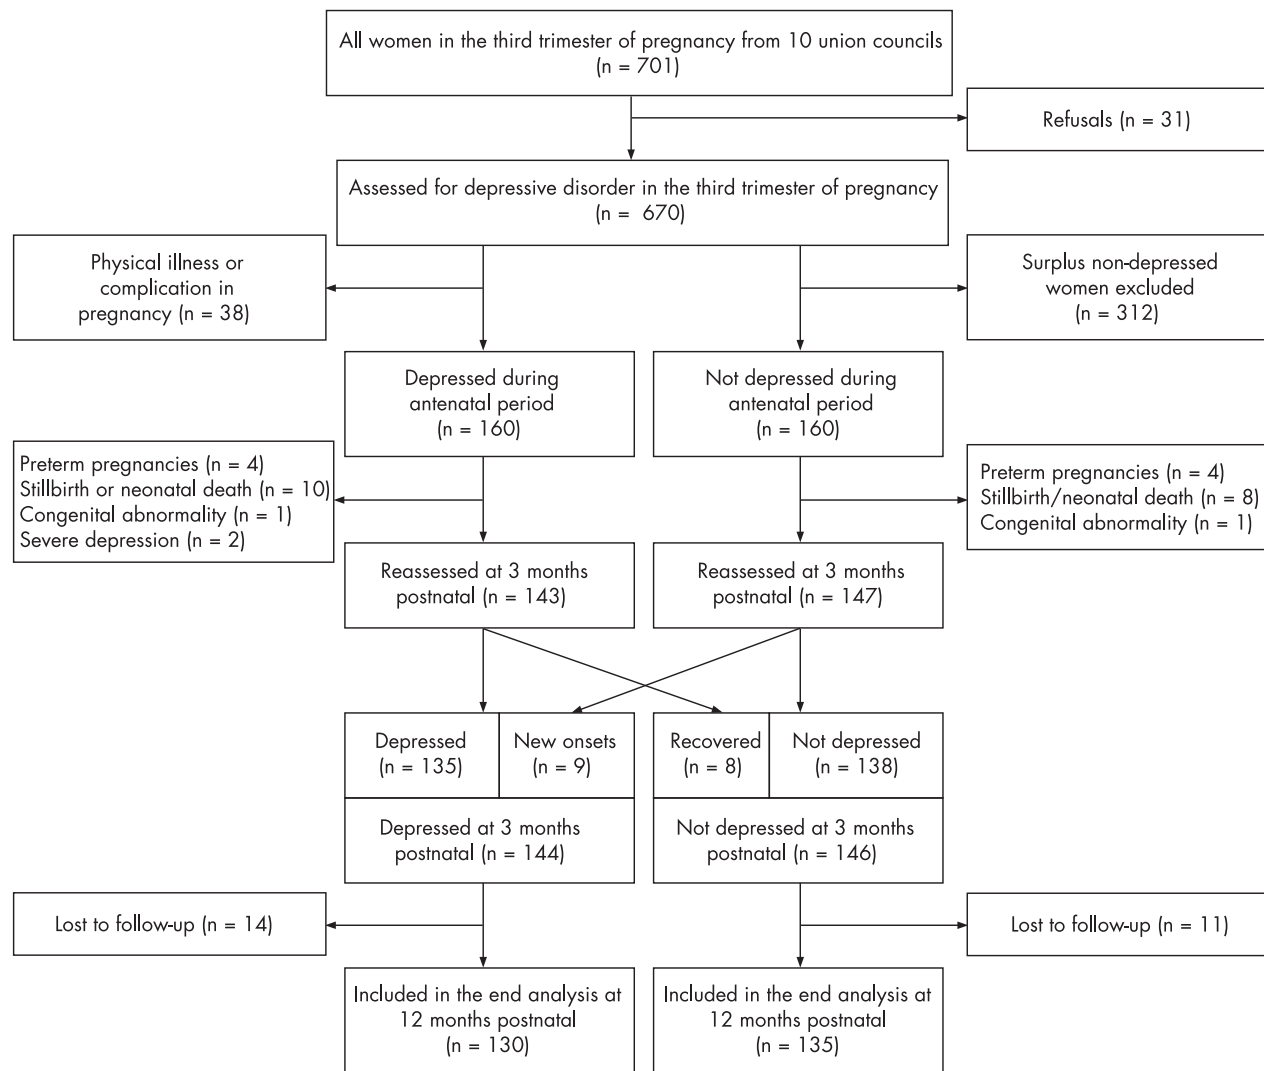 All women in the third trimester of pregnancy from 10 union councils
(n = 701)
Refusals (n = 31)
Assessed for depressive disorder in the third trimester of pregnancy
(n = 670)
Physical illness or
complication in
pregnancy (n = 38)
Surplus non-depressed
women excluded
(n = 312)
Depressed during
antenatal period
(n = 160)
Not depressed during
antenatal period
(n = 160)
Preterm pregnancies (n = 4)
Stillbirth or neonatal death (n = 10)
Congenital abnormality (n = 1)
Severe depression (n = 2)
Preterm pregnancies (n = 4)
Stillbirth/neonatal death (n = 8)
Congenital abnormality (n = 1)
Reassessed at 3 months
postnatal (n = 143)
Reassessed at 3 months
postnatal (n = 147)
Depressed
(n = 135)
New onsets
(n = 9)
Recovered
(n = 8)
Not depressed
(n = 138)
Depressed at 3 months
postnatal (n = 144)
Not depressed at 3 months
postnatal (n = 146)
Lost to follow-up (n = 14)
Lost to follow-up (n = 11)
Included in the end analysis at
12 months postnatal
(n = 130)
Included in the end analysis at
12 months postnatal
(n = 135)